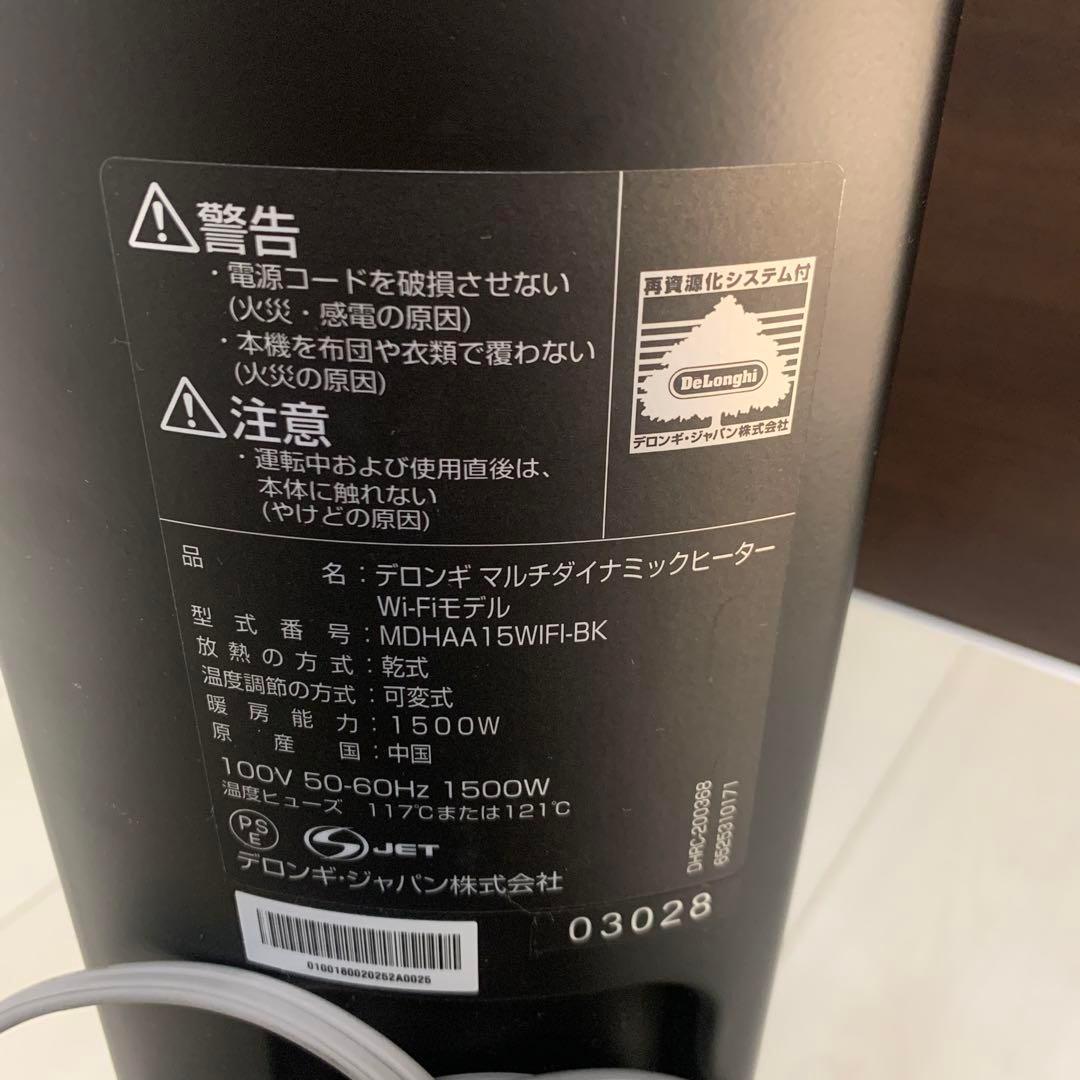 警告
・電源コードを破損させない
(火災・感電の原因)
・本機を布団や衣類で覆わない
(火災の原因)
注意
・運転中および使用直後は、
本体に触れない
(やけどの原因)
再資源化システム付
DeLonghi
デロンギ・ジャパン株式会社
品名：デロンギ マルチダイナミックヒーター
Wi-Fiモデル
型式番号：MDHAA15WIFI-BK
放熱の方式：乾式
温度調節の方式：可変式
暖房能力：1500W
原産国：中国
100V 50-60Hz 1500W
温度ヒューズ 117℃または121℃
PSE
JET
デロンギ・ジャパン株式会社
DHRC-200368
6525310171
03028
0100180020252A0025